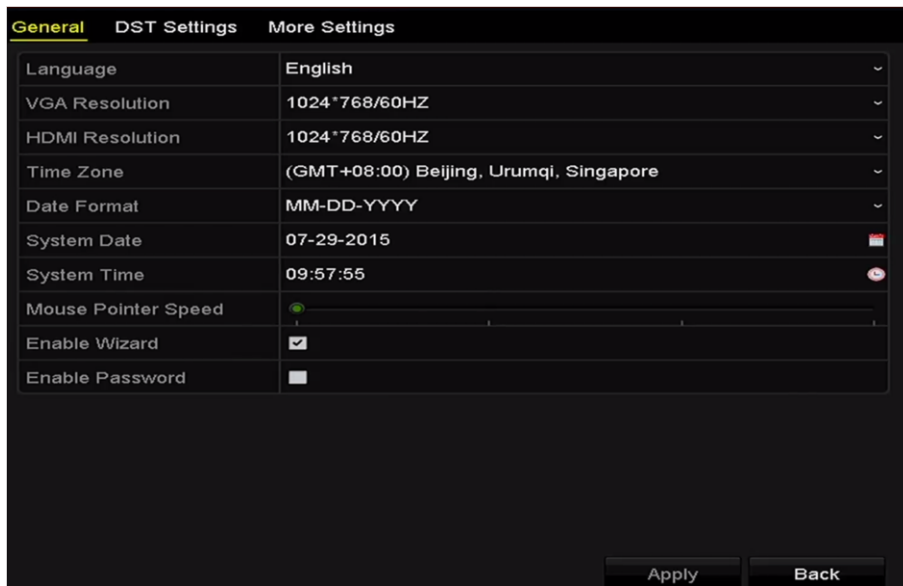 General DST Settings More Settings
Language English
VGA Resolution 1024*768/60HZ
HDMI Resolution 1024*768/60HZ
Time Zone (GMT+08:00) Beijing, Urumqi, Singapore
Date Format MM-DD-YYYY
System Date 07-29-2015
System Time 09:57:55
Mouse Pointer Speed
Enable Wizard
Enable Password
Apply Back